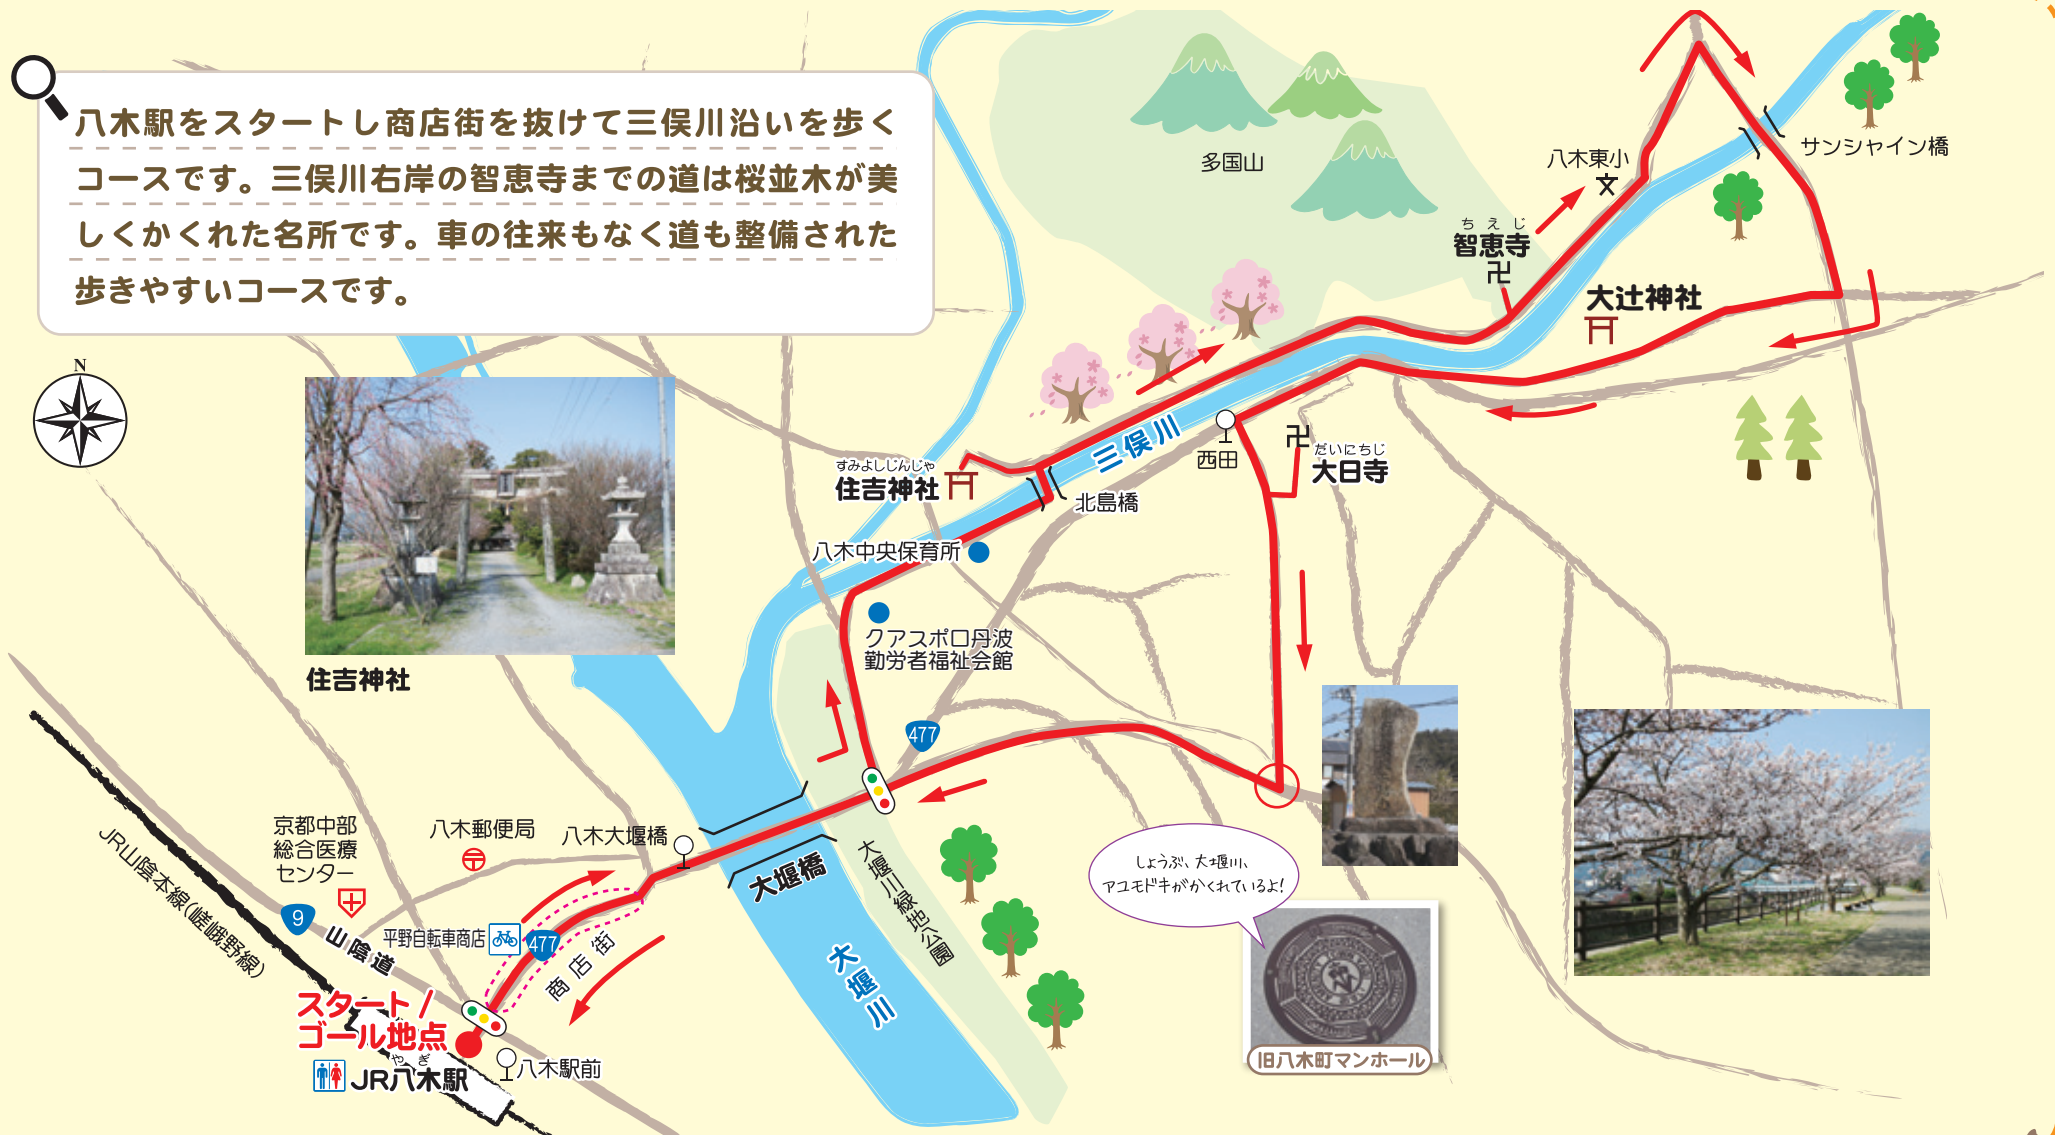 八木駅をスタートし商店街を抜けて三俣川沿いを歩く
コースです。三俣川右岸の智恵寺までの道は桜並木が美
しくかくれた名所です。車の往来もなく道も整備された
歩きやすいコースです。
N
多国山
八木東小
文
サンシャイン橋
ちえじ
智恵寺
卍
大辻神社
三俣川
西田
卍
だいにちじ
大日寺
すみよしじんじゃ
住吉神社
北島橋
八木中央保育所
クアスポロ丹波
勤労者福祉会館
住吉神社
477
京都中部
総合医療
センター
八木郵便局
八木大堰橋
大堰橋
大堰川緑地公園
大堰川
JR山陰本線(嵯峨野線)
9
山陰道
平野自転車商店
477
商店街
スタート/
ゴール地点
やぎ
JR八木駅
八木駅前
しょうぶ、大堰川、
アユモドキがかくれているよ!
旧八木町マンホール